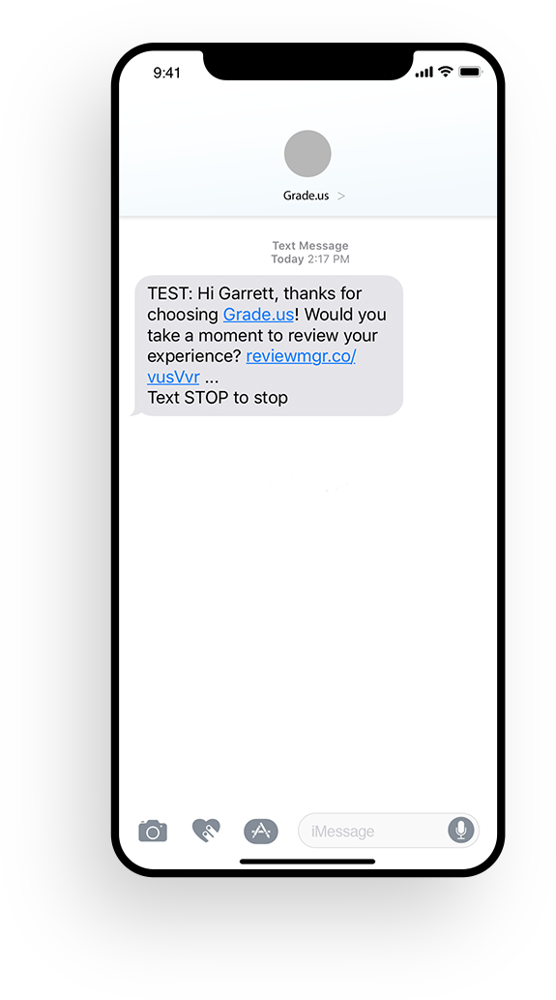 9:41
Grade.us >
Text Message
Today 2:17 PM
TEST: Hi Garrett, thanks for
choosing Grade.us! Would you
take a moment to review your
experience? reviewmgr.co/
vusVvr ...
Text STOP to stop
iMessage